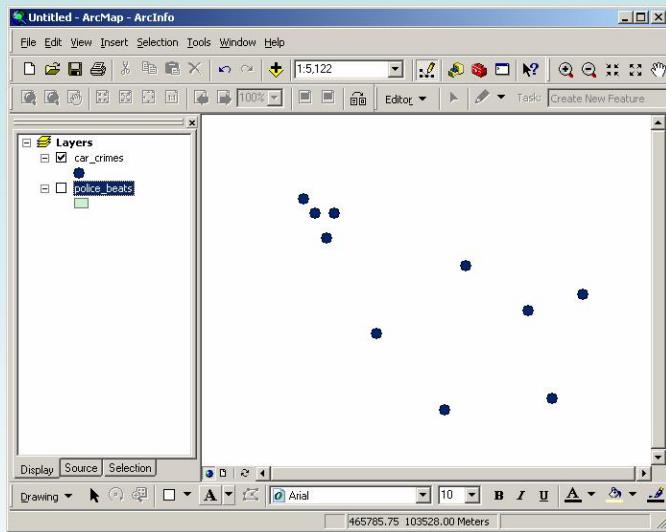 Untitled - ArcMap - ArcInfo
File Edit View Insert Selection Tools Window Help
1:5,122
100% Editor Task: Create New Feature
Layers
car_crimes
police_beats
Display Source Selection
Drawing A Arial 10 B I U A
465785.75 103528.00 Meters